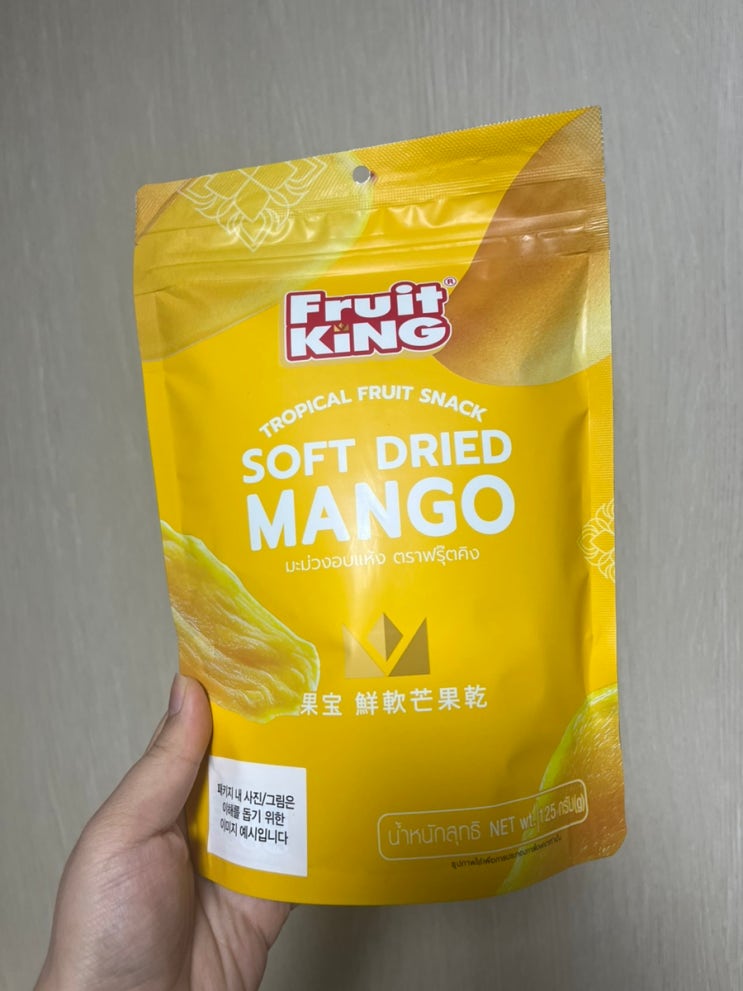 Fruit
KiNG
®
TROPICAL FRUIT SNACK
SOFT DRIED
MANGO
มะม่วงอบแห้ง ตราฟรุ๊ตคิง
果宝 鮮軟芒果乾
패키지 내 사진/그림은
이해를 돕기 위한
이미지 예시입니다
น้ำหนักสุทธิ NET wt. 125 กรัม(g)